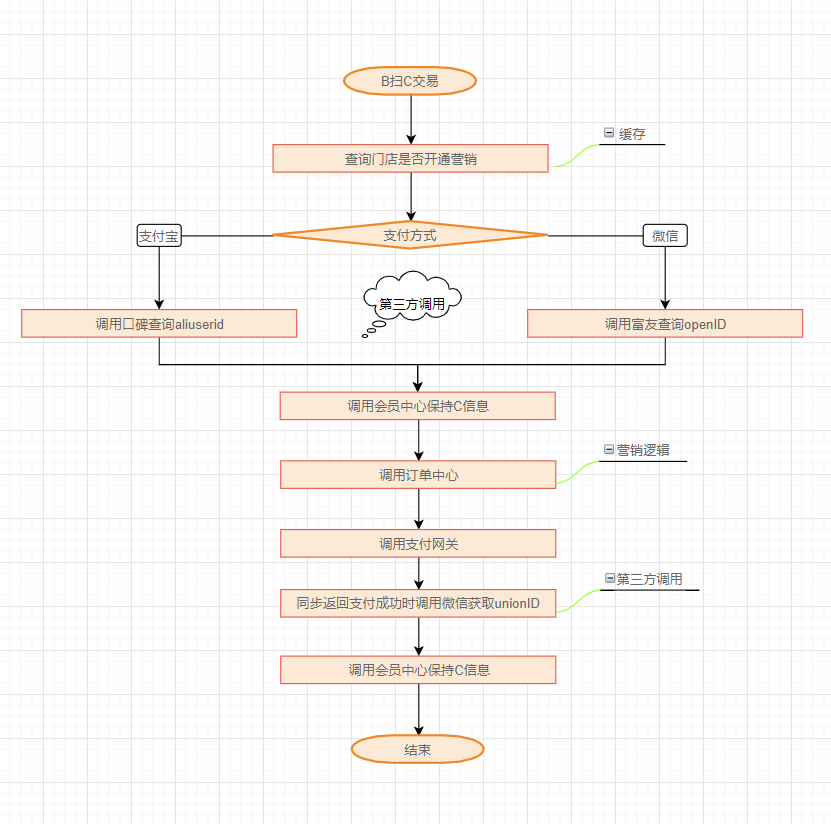 B扫C交易
缓存
查询门店是否开通营销
支付宝
支付方式
微信
第三方调用
调用口碑查询aliuserid
调用富友查询openID
调用会员中心保持C信息
营销逻辑
调用订单中心
调用支付网关
第三方调用
同步返回支付成功时调用微信获取unionID
调用会员中心保持C信息
结束